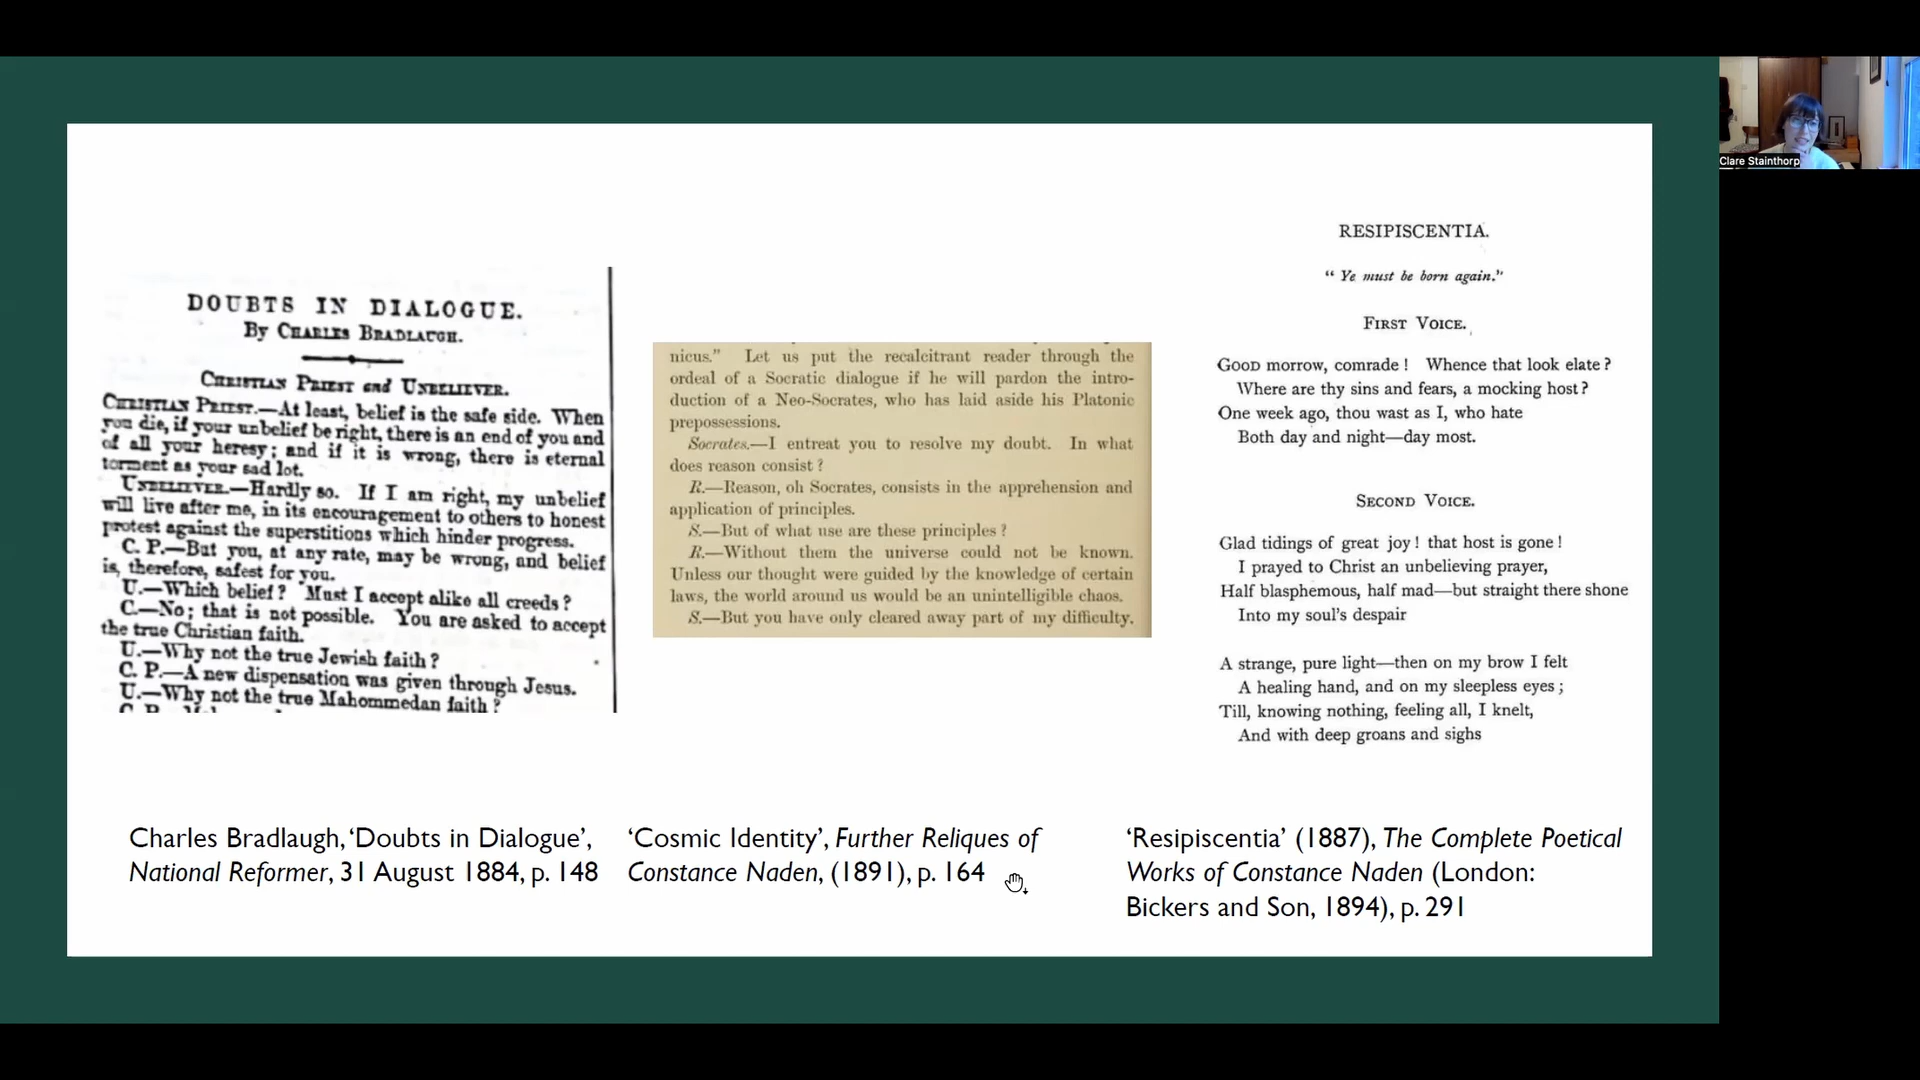 DOUBTS IN DIALOGUE.
By CHARLES BRADLAUGH.
CHRISTIAN PRIEST and UNBELIEVER.
CHRISTIAN PRIEST.—At least, belief is the safe side. When
you die, if your unbelief be right, there is an end of you and
of all your heresy; and if it is wrong, there is eternal
torment as your sad lot.
UNBELIEVER.—Hardly so. If I am right, my unbelief
will live after me, in its encouragement to others to honest
protest against the superstitions which hinder progress.
C. P.—But you, at any rate, may be wrong, and belief
is, therefore, safest for you.
U.—Which belief? Must I accept alike all creeds?
C.—No; that is not possible. You are asked to accept
the true Christian faith.
U.—Why not the true Jewish faith?
C. P.—A new dispensation was given through Jesus.
U.—Why not the true Mahommedan faith?
Charles Bradlaugh, ‘Doubts in Dialogue’,
National Reformer, 31 August 1884, p. 148
nicus.” Let us put the recalcitrant reader through the
ordeal of a Socratic dialogue if he will pardon the intro-
duction of a Neo-Socrates, who has laid aside his Platonic
prepossessions.
Socrates.—I entreat you to resolve my doubt. In what
does reason consist?
R.—Reason, oh Socrates, consists in the apprehension and
application of principles.
S.—But of what use are these principles?
R.—Without them the universe could not be known.
Unless our thought were guided by the knowledge of certain
laws, the world around us would be an unintelligible chaos.
S.—But you have only cleared away part of my difficulty.
‘Cosmic Identity’, Further Reliques of
Constance Naden, (1891), p. 164
RESIPISCENTIA.
“Ye must be born again.”
FIRST VOICE.
GOOD morrow, comrade! Whence that look elate?
Where are thy sins and fears, a mocking host?
One week ago, thou wast as I, who hate
Both day and night—day most.
SECOND VOICE.
Glad tidings of great joy! that host is gone!
I prayed to Christ an unbelieving prayer,
Half blasphemous, half mad—but straight there shone
Into my soul's despair
A strange, pure light—then on my brow I felt
A healing hand, and on my sleepless eyes;
Till, knowing nothing, feeling all, I knelt,
And with deep groans and sighs
‘Resipiscentia’ (1887), The Complete Poetical
Works of Constance Naden (London:
Bickers and Son, 1894), p. 291
Clare Stainthorp